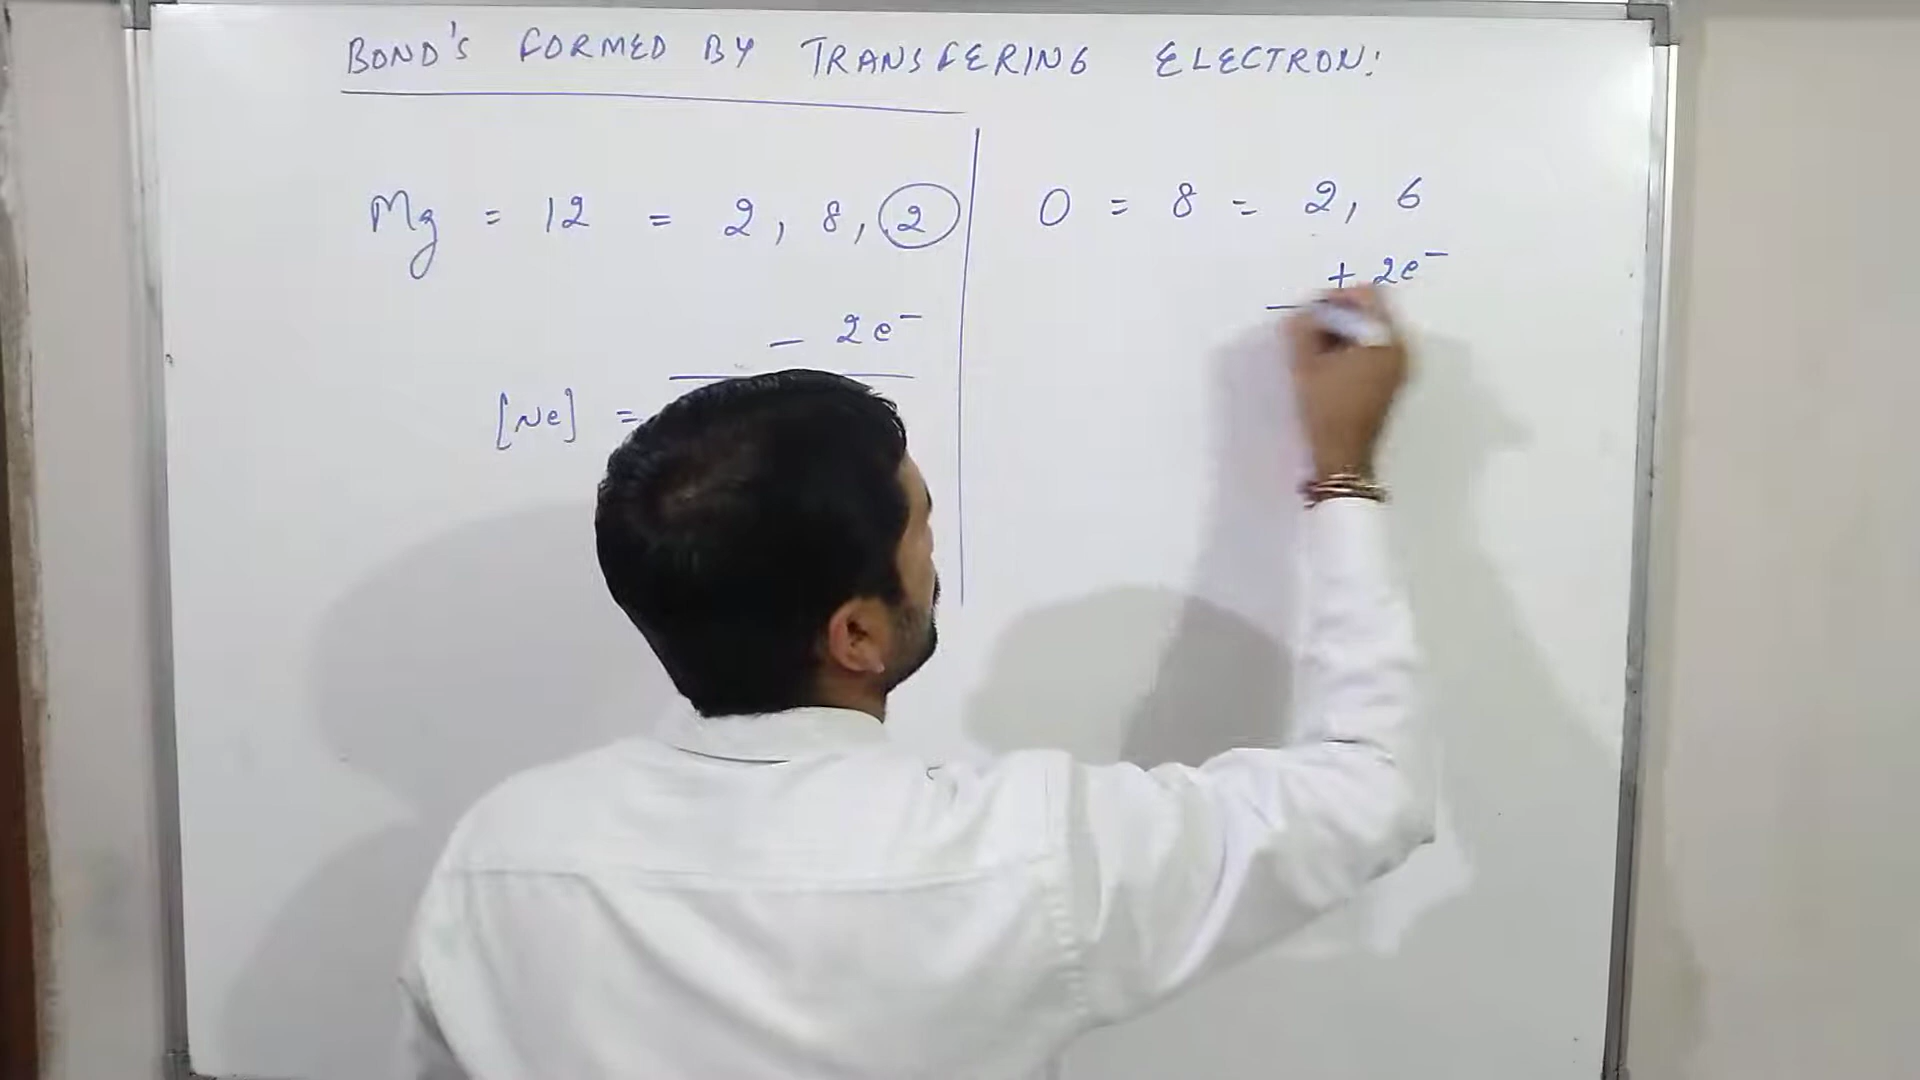 BOND'S FORMED BY TRANSFERING ELECTRON:
Mg = 12 = 2, 8, 2
- 2e⁻
[Ne] =
O = 8 = 2, 6
+ 2e⁻